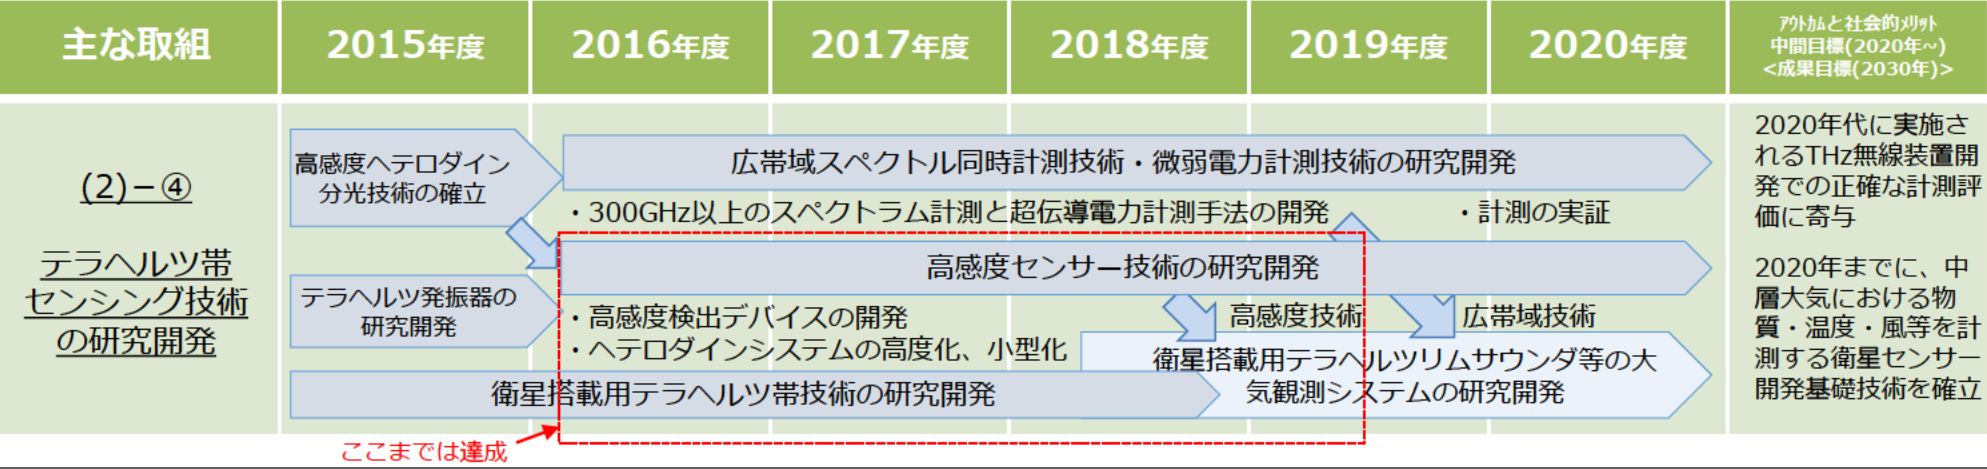 主な取組
2015年度
2016年度
2017年度
2018年度
2019年度
2020年度
ｱｳﾄｶﾑと社会的ﾒﾘｯﾄ
中間目標(2020年~)
<成果目標(2030年)>
(2)－④
テラヘルツ帯
センシング技術
の研究開発
高感度ヘテロダイン
分光技術の確立
広帯域スペクトル同時計測技術・微弱電力計測技術の研究開発
・300GHz以上のスペクトラム計測と超伝導電力計測手法の開発
・計測の実証
高感度センサー技術の研究開発
テラヘルツ発振器の
研究開発
・高感度検出デバイスの開発
・ヘテロダインシステムの高度化、小型化
高感度技術
広帯域技術
衛星搭載用テラヘルツリムサウンダ等の大
気観測システムの研究開発
衛星搭載用テラヘルツ帯技術の研究開発
ここまでは達成
2020年代に実施さ
れるTHz無線装置開
発での正確な計測評
価に寄与
2020年までに、中
層大気における物
質・温度・風等を計
測する衛星センサー
開発基礎技術を確立